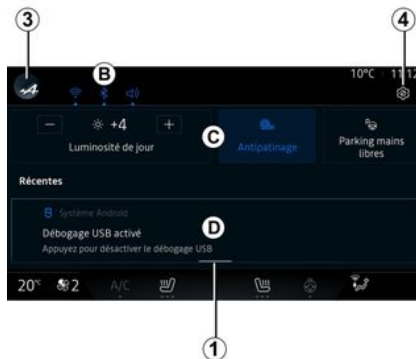 3
4
B
10°C 11:12
− +4 +
Luminosité de jour
C
Antipatinage
Parking mains
libres
Récentes
Système Android
D
Débogage USB activé
Appuyez pour désactiver le débogage USB
20°C 2 A/C
1